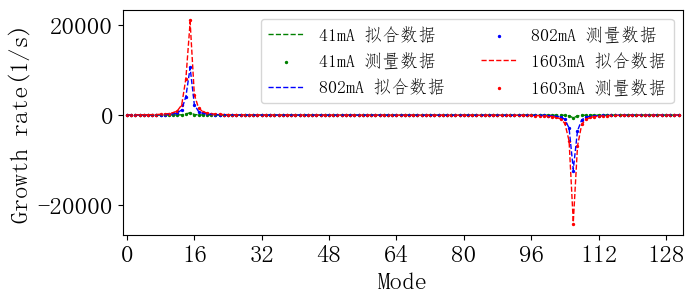 20000
0
−20000
Growth rate(1/s)
41mA 拟合数据
41mA 测量数据
802mA 拟合数据
802mA 测量数据
1603mA 拟合数据
1603mA 测量数据
0 16 32 48 64 80 96 112 128
Mode